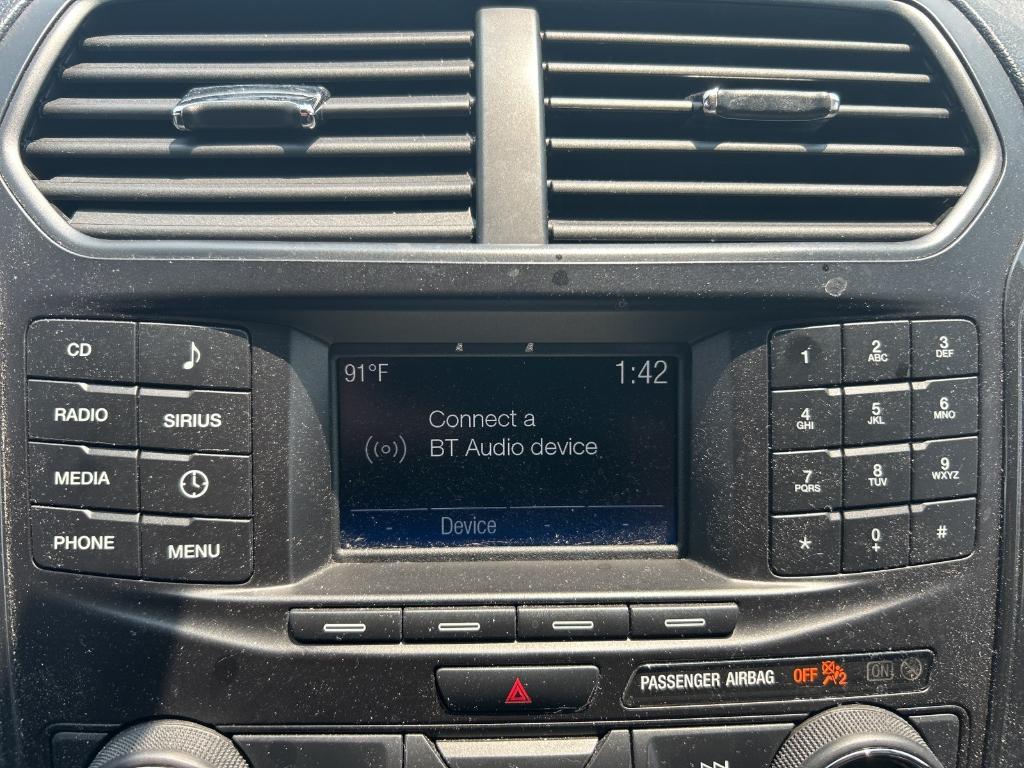 91°F 1:42
Connect a
BT Audio device
- Device - -
CD
RADIO
SIRIUS
MEDIA
PHONE
MENU
1
2 ABC
3 DEF
4 GHI
5 JKL
6 MNO
7 PQRS
8 TUV
9 WXYZ
*
0 +
#
PASSENGER AIRBAG OFF 2 ON